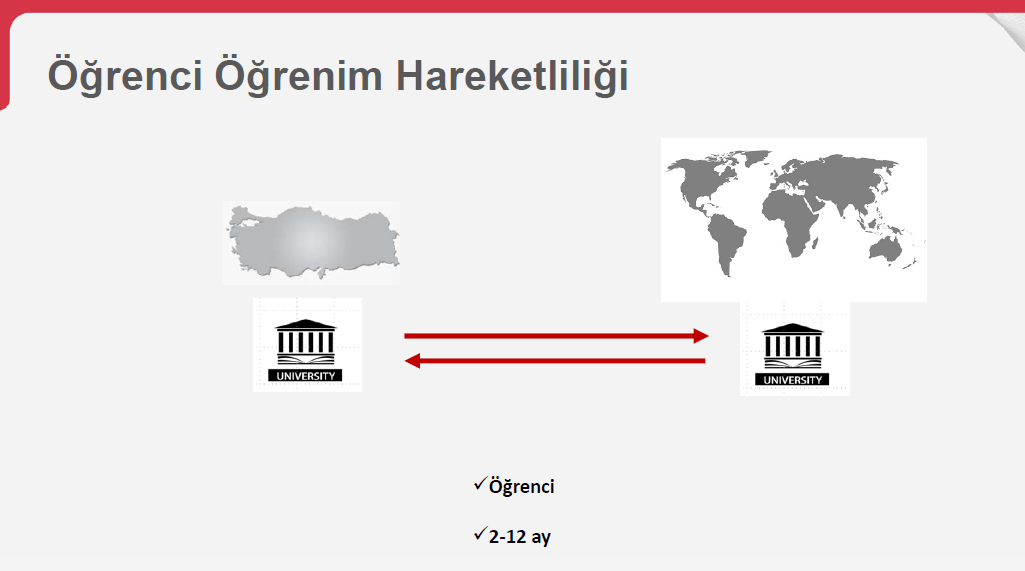 Öğrenci Öğrenim Hareketliliği
UNIVERSITY
UNIVERSITY
✓Öğrenci
✓2-12 ay